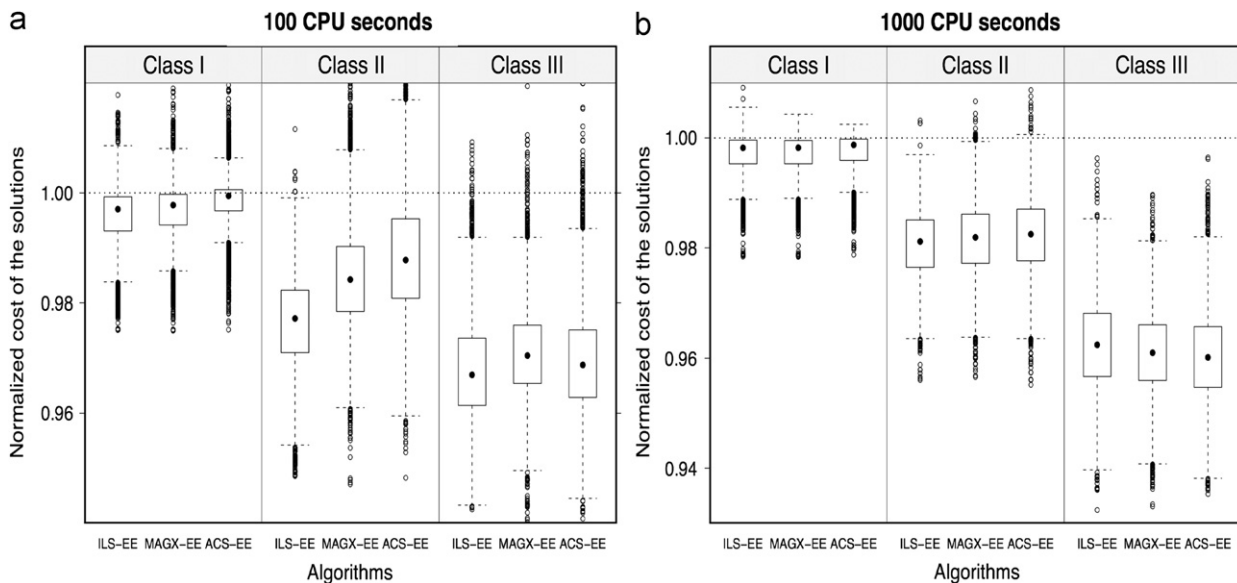 a
100 CPU seconds
Class I
Class II
Class III
Normalized cost of the solutions
1.00
0.98
0.96
ILS-EE MAGX-EE ACS-EE
ILS-EE MAGX-EE ACS-EE
ILS-EE MAGX-EE ACS-EE
Algorithms
b
1000 CPU seconds
Class I
Class II
Class III
Normalized cost of the solutions
1.00
0.98
0.96
0.94
ILS-EE MAGX-EE ACS-EE
ILS-EE MAGX-EE ACS-EE
ILS-EE MAGX-EE ACS-EE
Algorithms